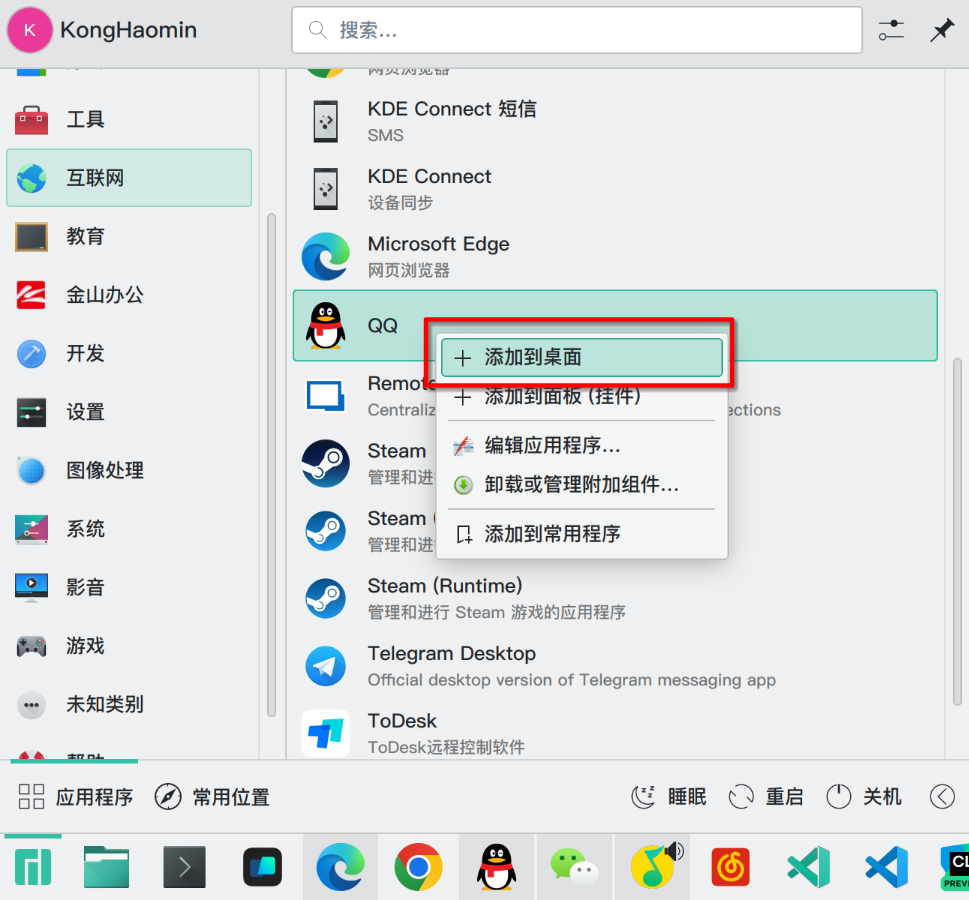 K
KongHaomin
搜索...
工具
互联网
教育
金山办公
开发
设置
图像处理
系统
影音
游戏
未知类别
帮助
网页浏览器
KDE Connect 短信
SMS
KDE Connect
设备同步
Microsoft Edge
网页浏览器
QQ
添加到桌面
添加到面板 (挂件)
编辑应用程序...
卸载或管理附加组件...
添加到常用程序
Remot
Centraliz
ections
Steam
管理和进
Steam (
管理和进
Steam (Runtime)
管理和进行 Steam 游戏的应用程序
Telegram Desktop
Official desktop version of Telegram messaging app
ToDesk
ToDesk远程控制软件
应用程序
常用位置
睡眠
重启
关机
CL
PREV